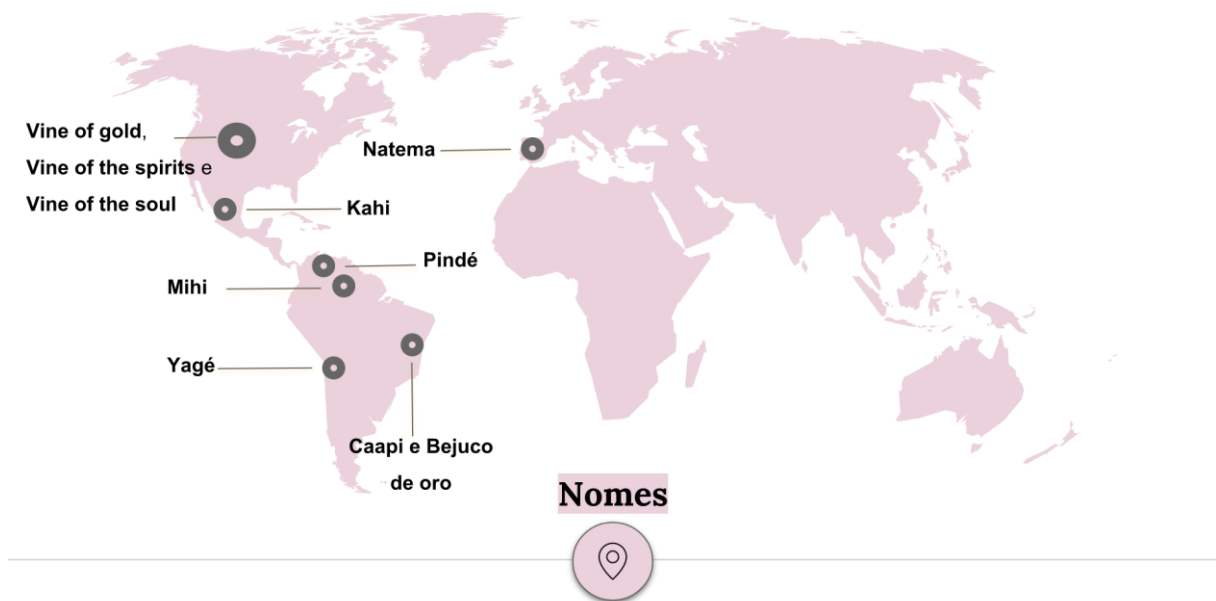 Vine of gold,
Vine of the spirits e
Vine of the soul
Natema
Kahi
Pindé
Mihi
Yagé
Caapi e Bejuco
de oro
Nomes